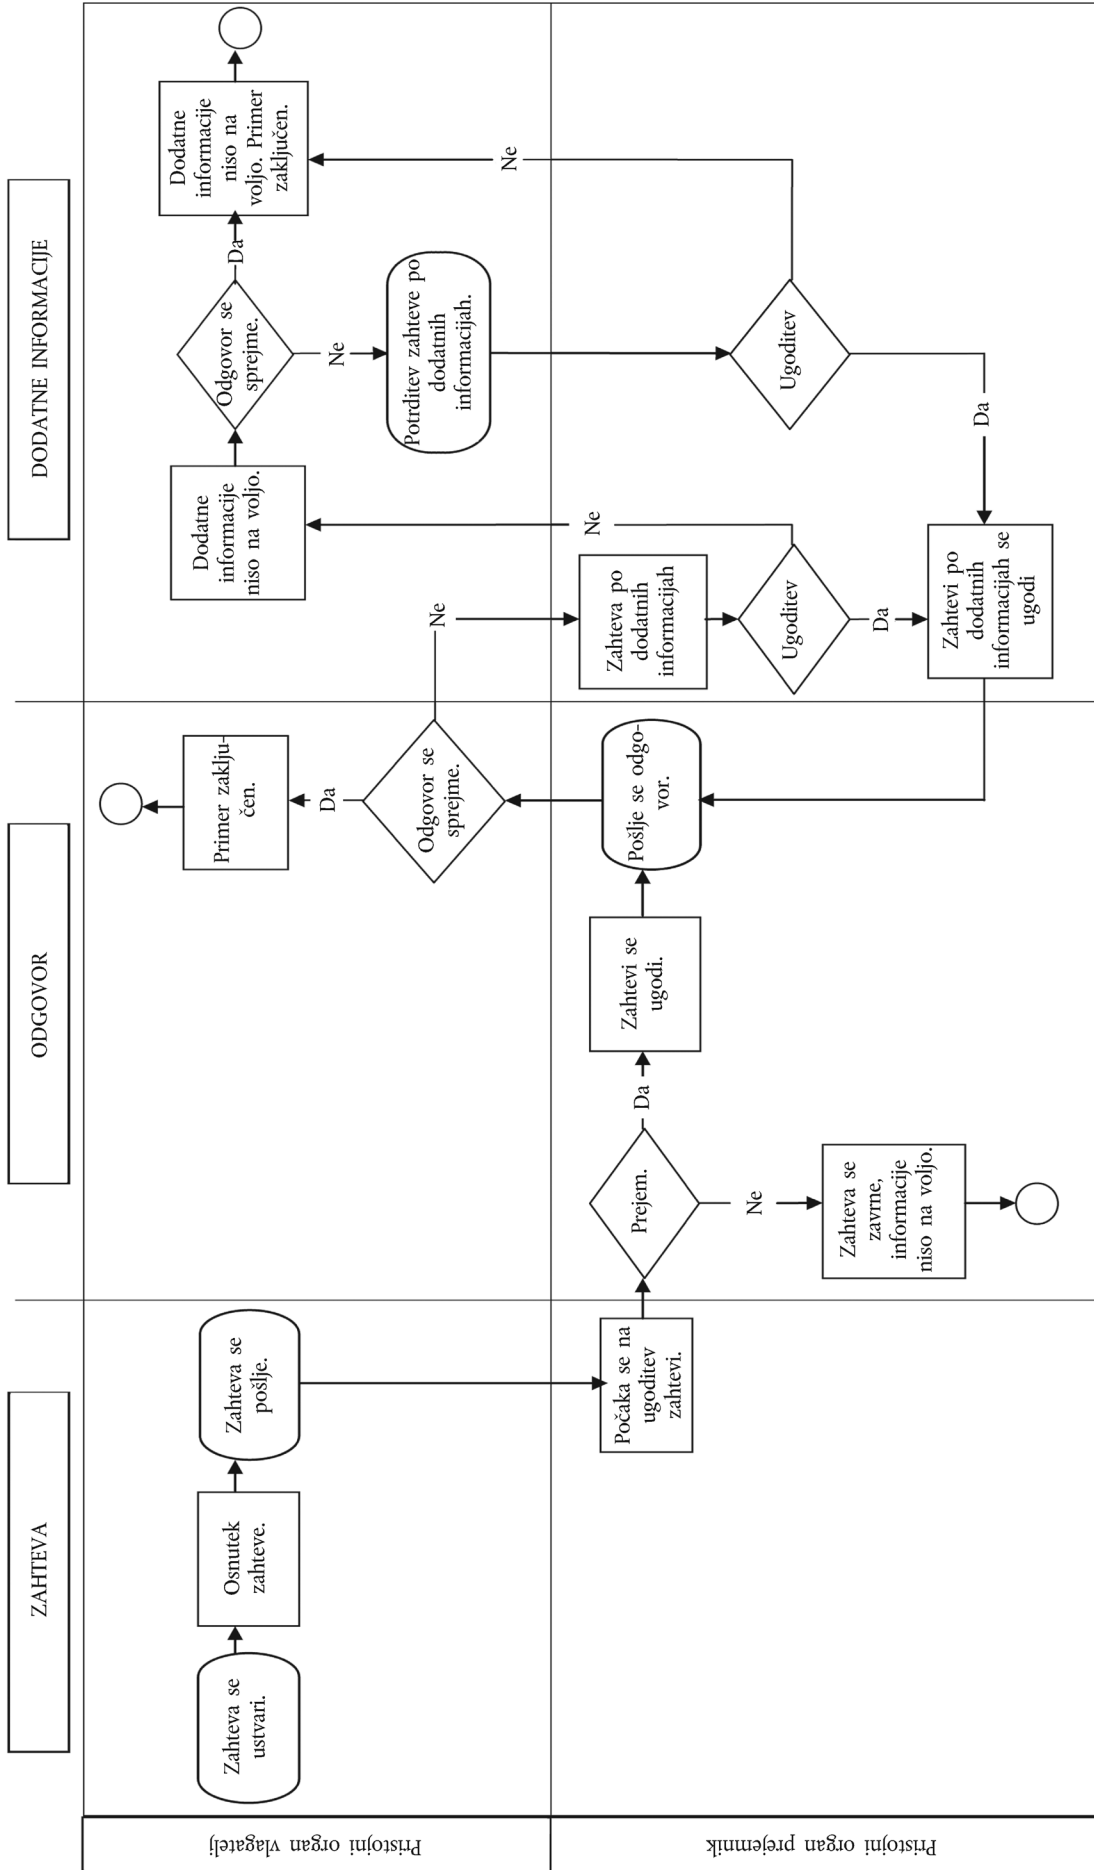 ZAHTEVA
ODGOVOR
DODATNE INFORMACIJE
Pristojni organ vlagatelj
Zahteva se
ustvari.
Osnutek
zahteve.
Zahteva se
pošlje.
Primer zaklju-
čen.
Da
Odgovor se
sprejme.
Ne
Dodatne
informacije
niso na voljo.
Odgovor se
sprejme.
Da
Dodatne
informacije
niso na
voljo. Primer
zaključen.
Ne
Potrditev zahteve po
dodatnih
informacijah.
Ne
Ne
Pristojni organ prejemnik
Počaka se na
ugoditev
zahtevi.
Prejem.
Da
Zahtevi se
ugodi.
Pošlje se odgo-
vor.
Ne
Zahteva se
zavrne,
informacije
niso na voljo.
Zahteva po
dodatnih
informacijah
Ugoditev
Da
Zahtevi po
dodatnih
informacijah se
ugodi
Ugoditev
Da